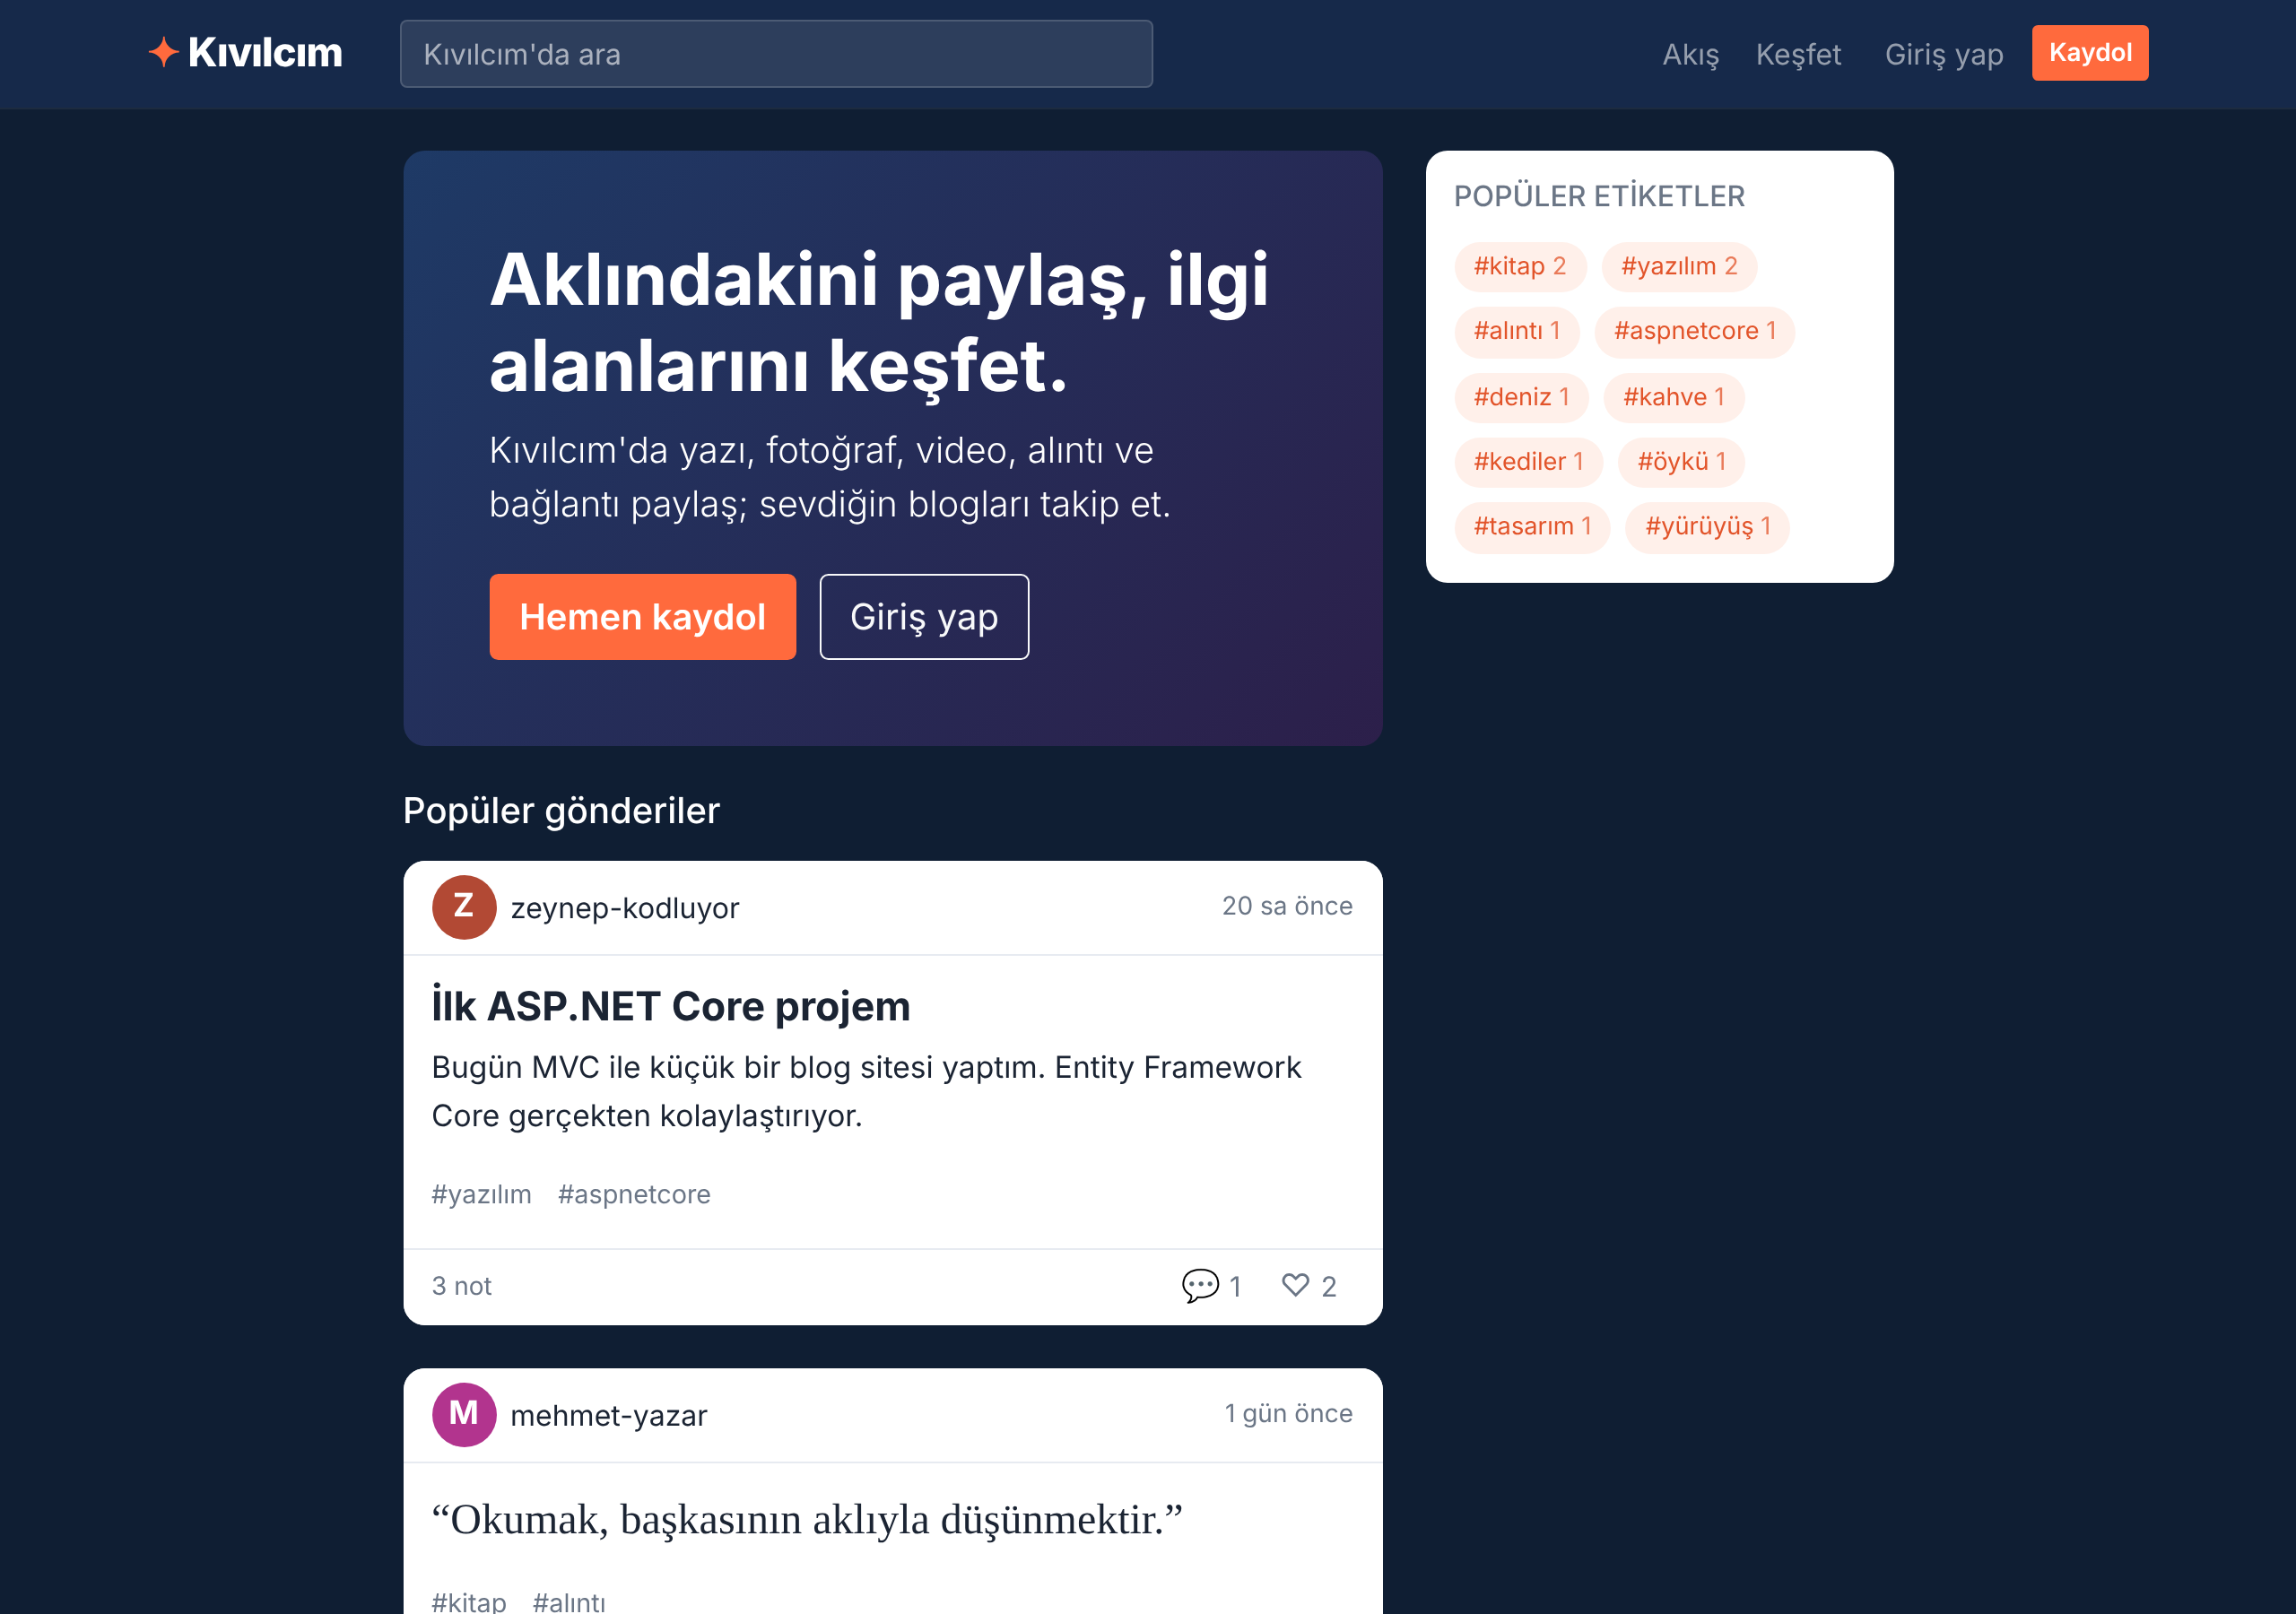 Kıvılcım
Kıvılcım'da ara
Akış Keşfet Giriş yap Kaydol
Aklındakini paylaş, ilgi
alanlarını keşfet.
Kıvılcım'da yazı, fotoğraf, video, alıntı ve
bağlantı paylaş; sevdiğin blogları takip et.
Hemen kaydol Giriş yap
POPÜLER ETİKETLER
#kitap 2 #yazılım 2
#alıntı 1 #aspnetcore 1
#deniz 1 #kahve 1
#kediler 1 #öykü 1
#tasarım 1 #yürüyüş 1
Popüler gönderiler
Z zeynep-kodluyor 20 sa önce
İlk ASP.NET Core projem
Bugün MVC ile küçük bir blog sitesi yaptım. Entity Framework
Core gerçekten kolaylaştırıyor.
#yazılım #aspnetcore
3 not 1 2
M mehmet-yazar 1 gün önce
“Okumak, başkasının aklıyla düşünmektir.”
#kitap #alıntı